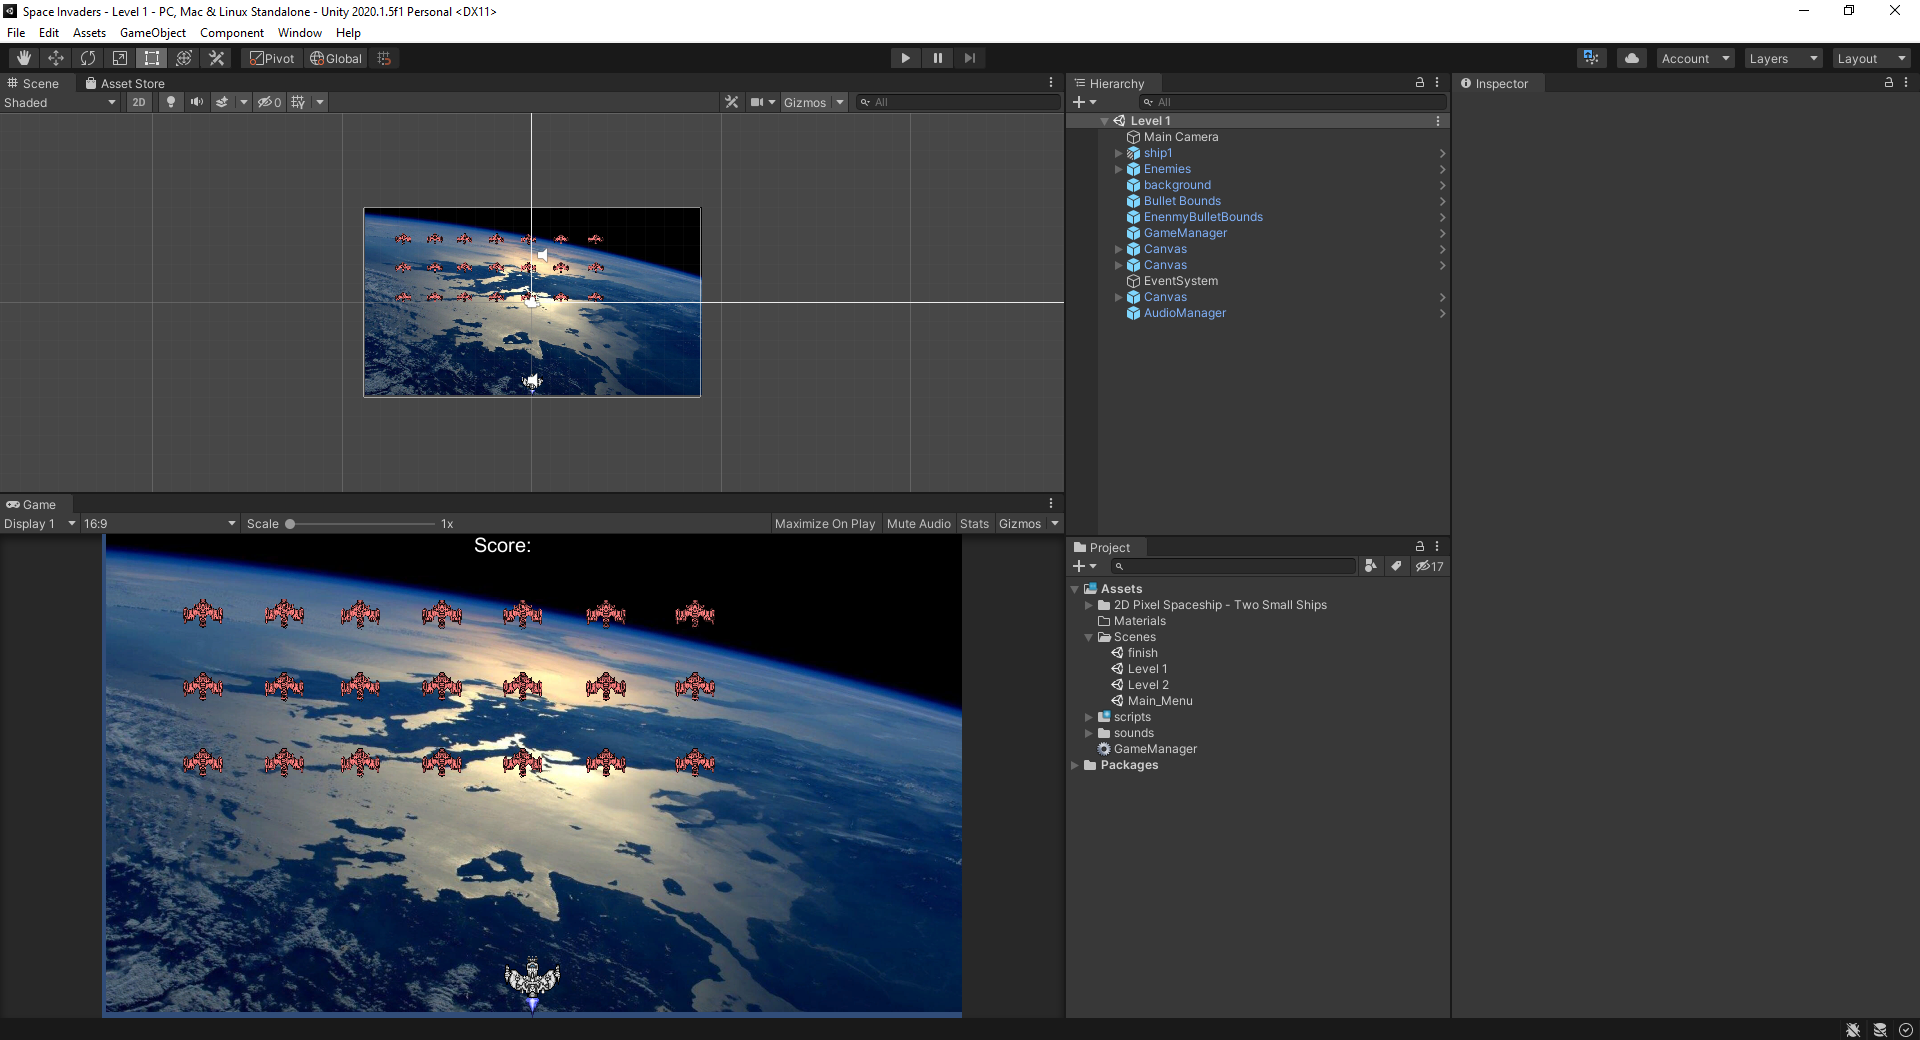 Space Invaders - Level 1 - PC, Mac & Linux Standalone - Unity 2020.1.5f1 Personal <DX11>
File Edit Assets GameObject Component Window Help
Pivot Global Account Layers Layout
Scene Asset Store
Shaded 2D 0 Gizmos All
Hierarchy
All
Level 1
Main Camera
ship1
Enemies
background
Bullet Bounds
EnenmyBulletBounds
GameManager
Canvas
Canvas
EventSystem
Canvas
AudioManager
Inspector
Game
Display 1 16:9 Scale 1x Maximize On Play Mute Audio Stats Gizmos
Score:
Project
17
Assets
2D Pixel Spaceship - Two Small Ships
Materials
Scenes
finish
Level 1
Level 2
Main_Menu
scripts
sounds
GameManager
Packages